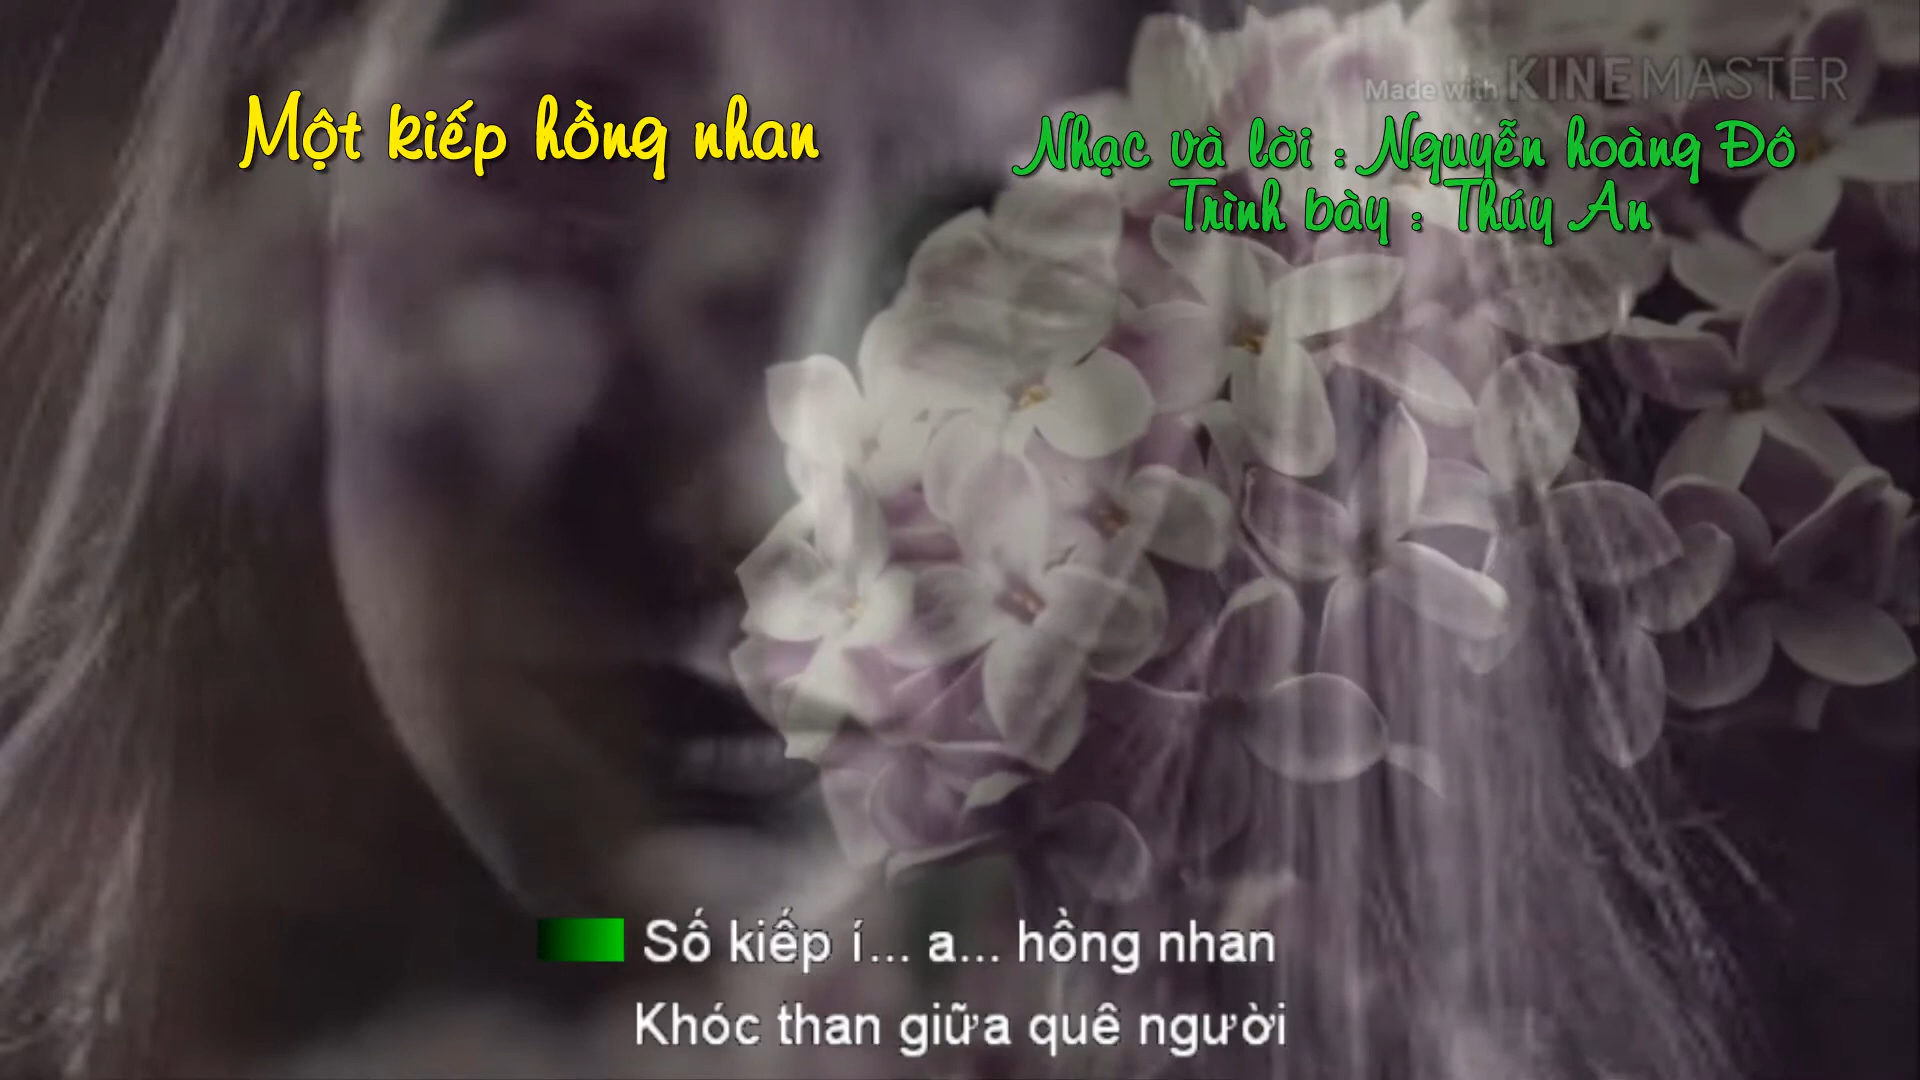 Made with KINEMASTER
Một kiếp hồng nhan
Nhạc và lời : Nguyễn hoàng Đô
Trình bày : Thúy An
Số kiếp í... a... hồng nhan
Khóc than giữa quê người